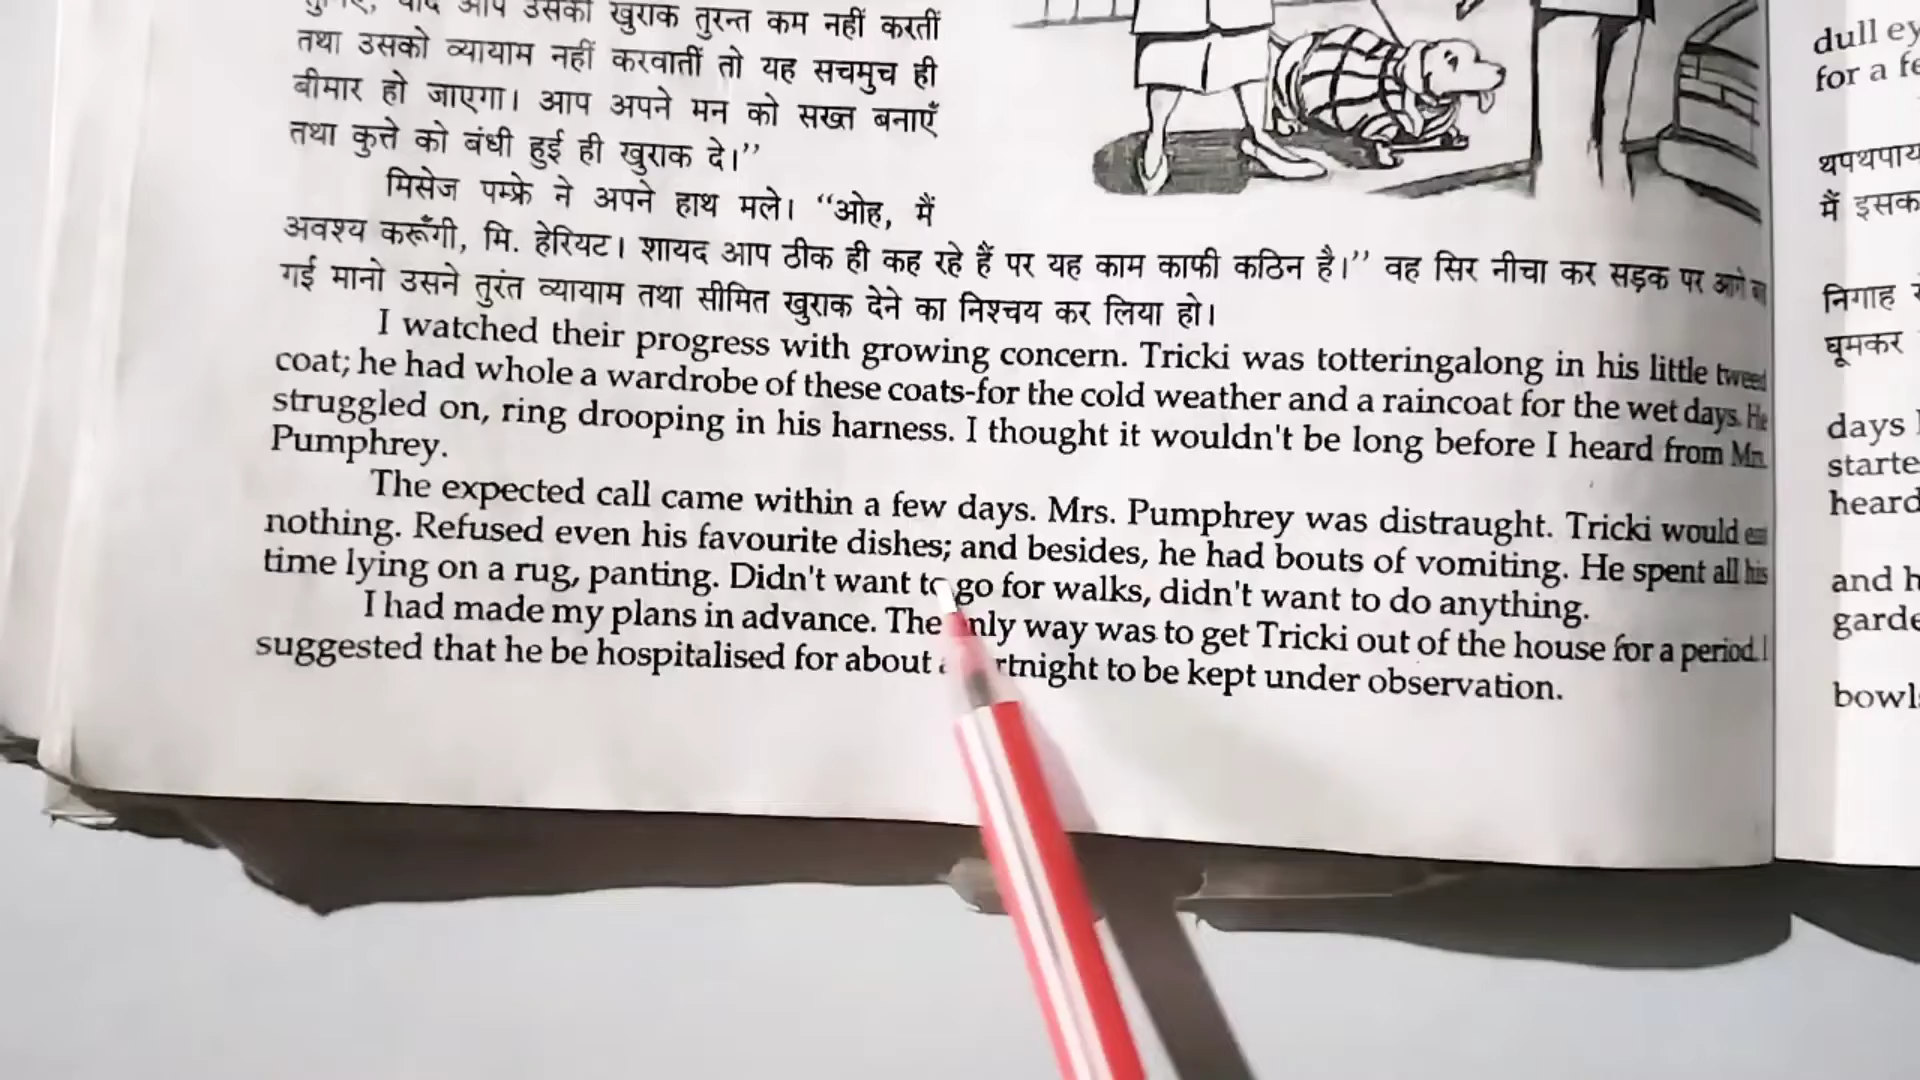 खुराक तुरन्त कम नहीं करतीं
तथा उसको व्यायाम नहीं करवातीं तो यह सचमुच ही
बीमार हो जाएगा। आप अपने मन को सख्त बनाएँ
तथा कुत्ते को बंधी हुई ही खुराक दे।”
मिसेज पम्फ्रे ने अपने हाथ मले। “ओह, मैं
अवश्य करूँगी, मि. हेरियट। शायद आप ठीक ही कह रहे हैं पर यह काम काफी कठिन है।” वह सिर नीचा कर सड़क पर आगे
गई मानो उसने तुरंत व्यायाम तथा सीमित खुराक देने का निश्चय कर लिया हो।
I watched their progress with growing concern. Tricki was totteringalong in his little tweed
coat; he had whole a wardrobe of these coats-for the cold weather and a raincoat for the wet days. He
struggled on, ring drooping in his harness. I thought it wouldn't be long before I heard from
Pumphrey.
The expected call came within a few days. Mrs. Pumphrey was distraught. Tricki would
nothing. Refused even his favourite dishes; and besides, he had bouts of vomiting. He spent all his
time lying on a rug, panting. Didn't want to go for walks, didn't want to do anything.
I had made my plans in advance. The only way was to get Tricki out of the house for a period. I
suggested that he be hospitalised for about to be kept under observation.
dull
for a
थपथपाय
मैं इसक
निगाह
घूमकर
days
starte
heard
and h
garde
bowl